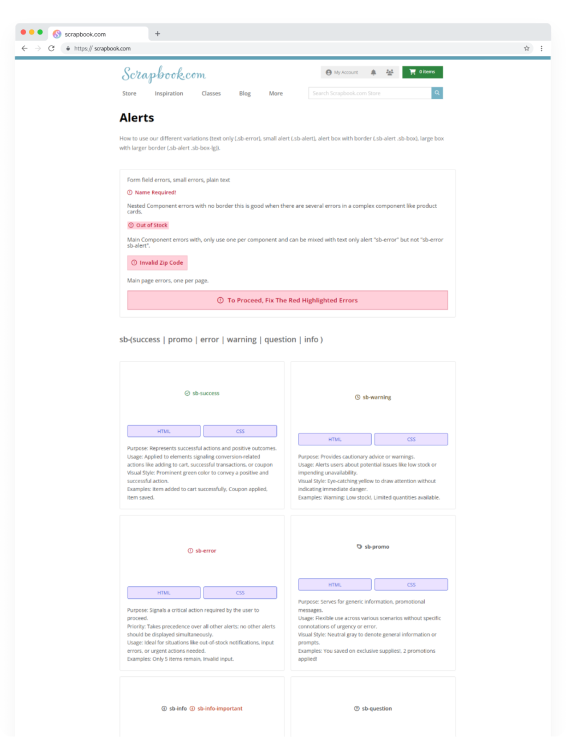 scrapbook.com
https:// scrapbook.com
Scrapbook.com
My Account
0 Items
Store Inspiration Classes Blog More
Search Scrapbook.com Store
Alerts
How to use our different variations (text only (.sb-error), small alert (.sb-alert), alert box with border (.sb-alert .sb-box), large box
with larger border (.sb-alert .sb-box-lg)).
Form field errors, small errors, plain text
Name Required!
Nested Component errors with no border this is good when there are several errors in a complex component like product
cards.
Out of Stock
Main Component errors with, only use one per component and can be mixed with text only alert "sb-error" but not "sb-error
sb-alert".
Invalid Zip Code
Main page errors, one per page.
To Proceed, Fix The Red Highlighted Errors
sb-(success | promo | error | warning | question | info )
sb-success
HTML CSS
Purpose: Represents successful actions and positive outcomes.
Usage: Applied to elements signaling conversion-related
actions like adding to cart, successful transactions, or coupon
Visual Style: Prominent green color to convey a positive and
successful action.
Examples: Item added to cart successfully, Coupon applied,
Item saved.
sb-warning
HTML CSS
Purpose: Provides cautionary advice or warnings.
Usage: Alerts users about potential issues like low stock or
impending unavailability.
Visual Style: Eye-catching yellow to draw attention without
indicating immediate danger.
Examples: Warning: Low stock!, Limited quantities available.
sb-error
HTML CSS
Purpose: Signals a critical action required by the user to
proceed.
Priority: Takes precedence over all other alerts; no other alerts
should be displayed simultaneously.
Usage: Ideal for situations like out-of-stock notifications, input
errors, or urgent actions needed.
Examples: Only 5 items remain, Invalid input.
sb-promo
HTML CSS
Purpose: Serves for generic information, promotional
messages.
Usage: Flexible use across various scenarios without specific
connotations of urgency or error.
Visual Style: Neutral gray to denote general information or
prompts.
Examples: You saved on exclusive supplies!, 2 promotions
applied!
sb-info sb-info-important
sb-question